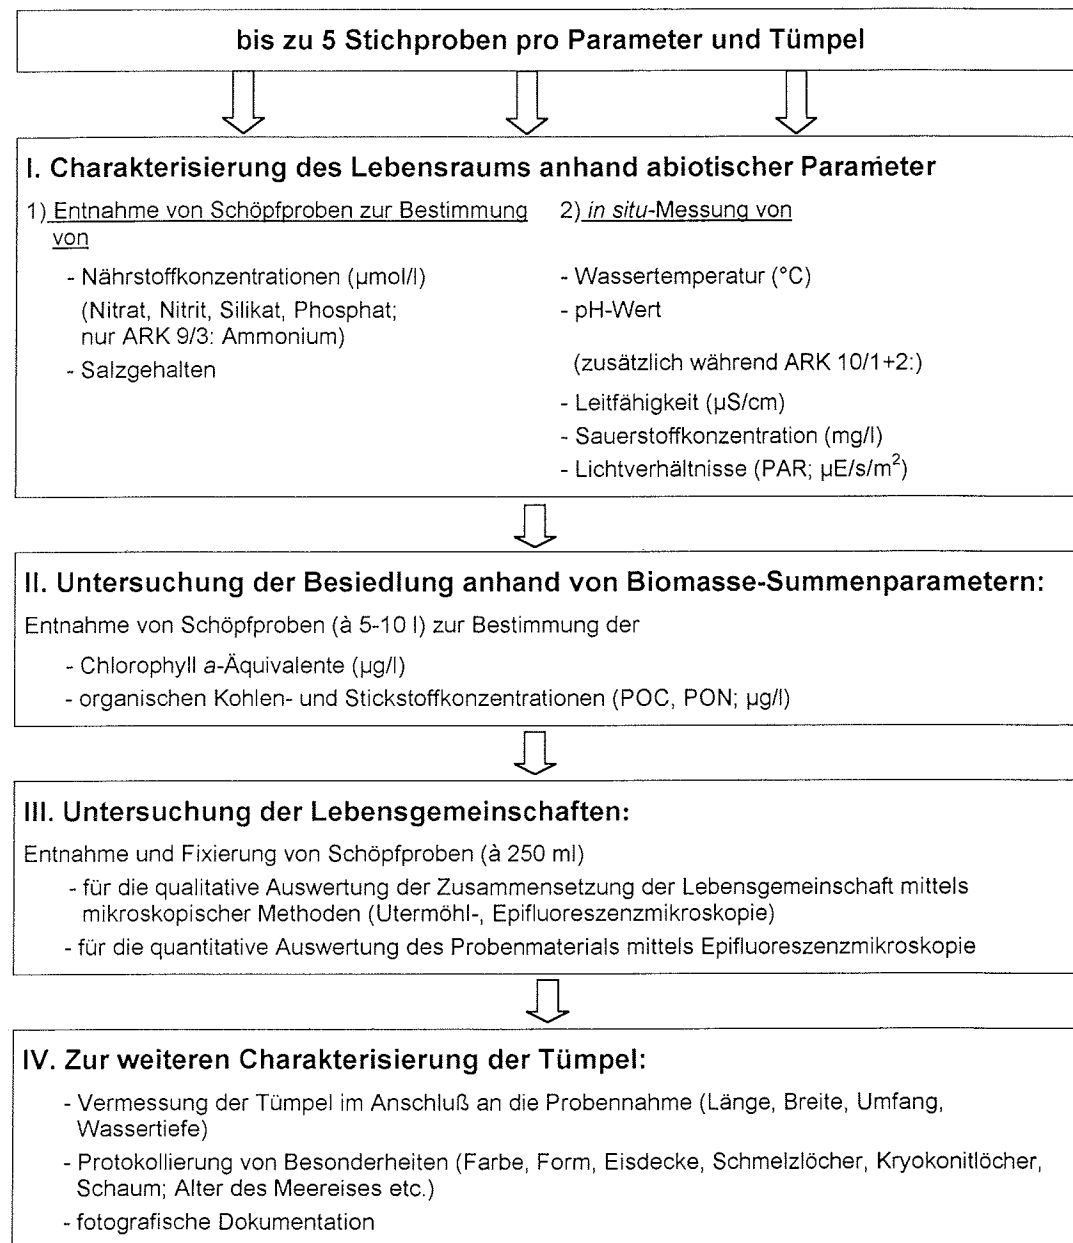 bis zu 5 Stichproben pro Parameter und Tümpel
I. Charakterisierung des Lebensraums anhand abiotischer Parameter
1) Entnahme von Schöpfproben zur Bestimmung
von
- Nährstoffkonzentrationen (µmol/l)
(Nitrat, Nitrit, Silikat, Phosphat;
nur ARK 9/3: Ammonium)
- Salzgehalten
2) in situ-Messung von
- Wassertemperatur (°C)
- pH-Wert
(zusätzlich während ARK 10/1+2:)
- Leitfähigkeit (µS/cm)
- Sauerstoffkonzentration (mg/l)
- Lichtverhältnisse (PAR; µE/s/m²)
II. Untersuchung der Besiedlung anhand von Biomasse-Summenparametern:
Entnahme von Schöpfproben (à 5-10 l) zur Bestimmung der
- Chlorophyll a-Äquivalente (µg/l)
- organischen Kohlen- und Stickstoffkonzentrationen (POC, PON; µg/l)
III. Untersuchung der Lebensgemeinschaften:
Entnahme und Fixierung von Schöpfproben (à 250 ml)
- für die qualitative Auswertung der Zusammensetzung der Lebensgemeinschaft mittels
mikroskopischer Methoden (Utermöhl-, Epifluoreszenzmikroskopie)
- für die quantitative Auswertung des Probenmaterials mittels Epifluoreszenzmikroskopie
IV. Zur weiteren Charakterisierung der Tümpel:
- Vermessung der Tümpel im Anschluß an die Probennahme (Länge, Breite, Umfang,
Wassertiefe)
- Protokollierung von Besonderheiten (Farbe, Form, Eisdecke, Schmelzlöcher, Kryokonitlöcher,
Schaum; Alter des Meereises etc.)
- fotografische Dokumentation